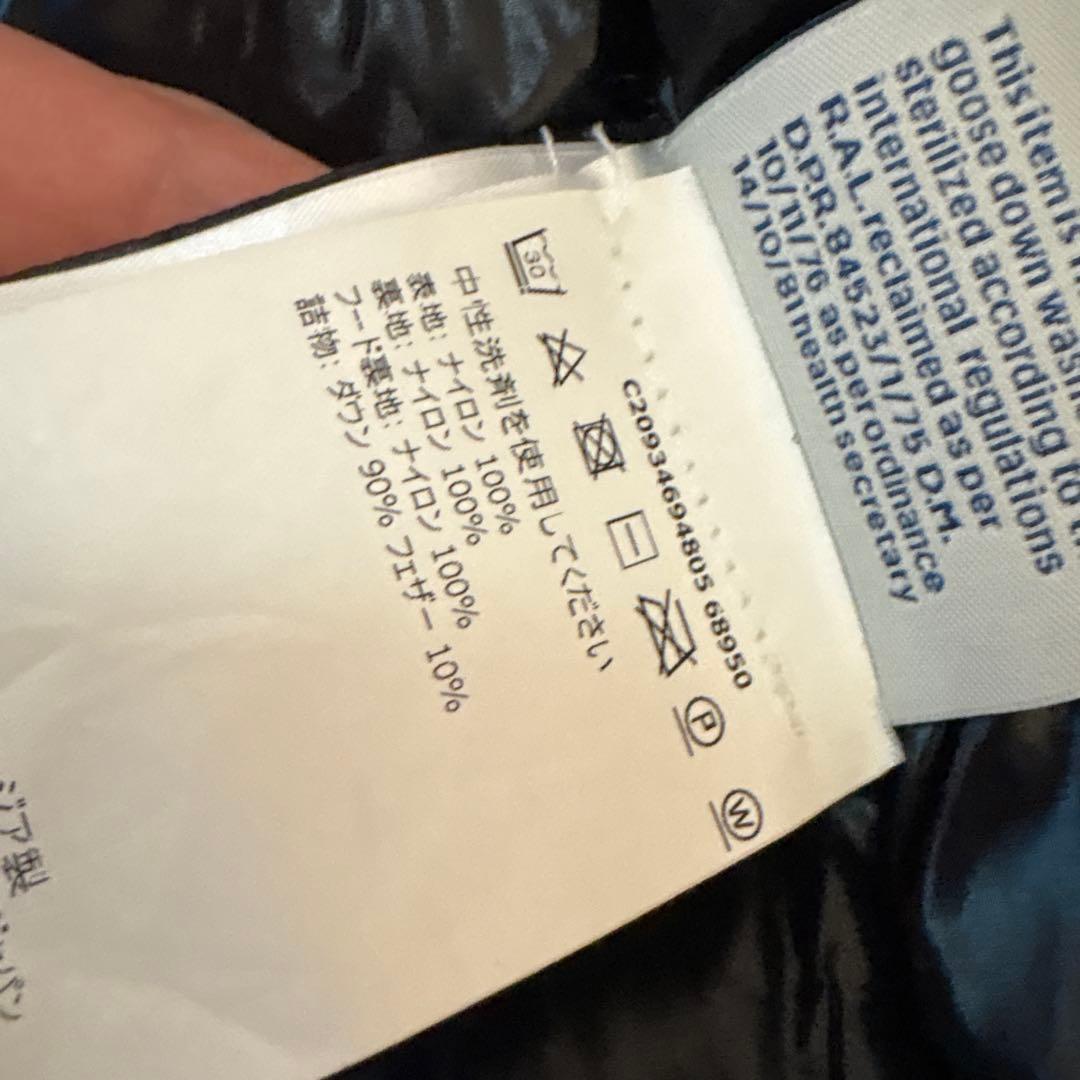 This item is
goose down
sterilized according to
international regulations
R.A.L. reclaimed as per
D.P.R. 84523/1/75 D.M.
10/11/76 as per ordinance
14/10/81 health secretary
C20934694805 68950
30
P
W
中性洗剤を使用してください
表地: ナイロン 100%
裏地: ナイロン 100%
フード裏地: ナイロン 100%
詰物: ダウン 90% フェザー 10%
ジア製